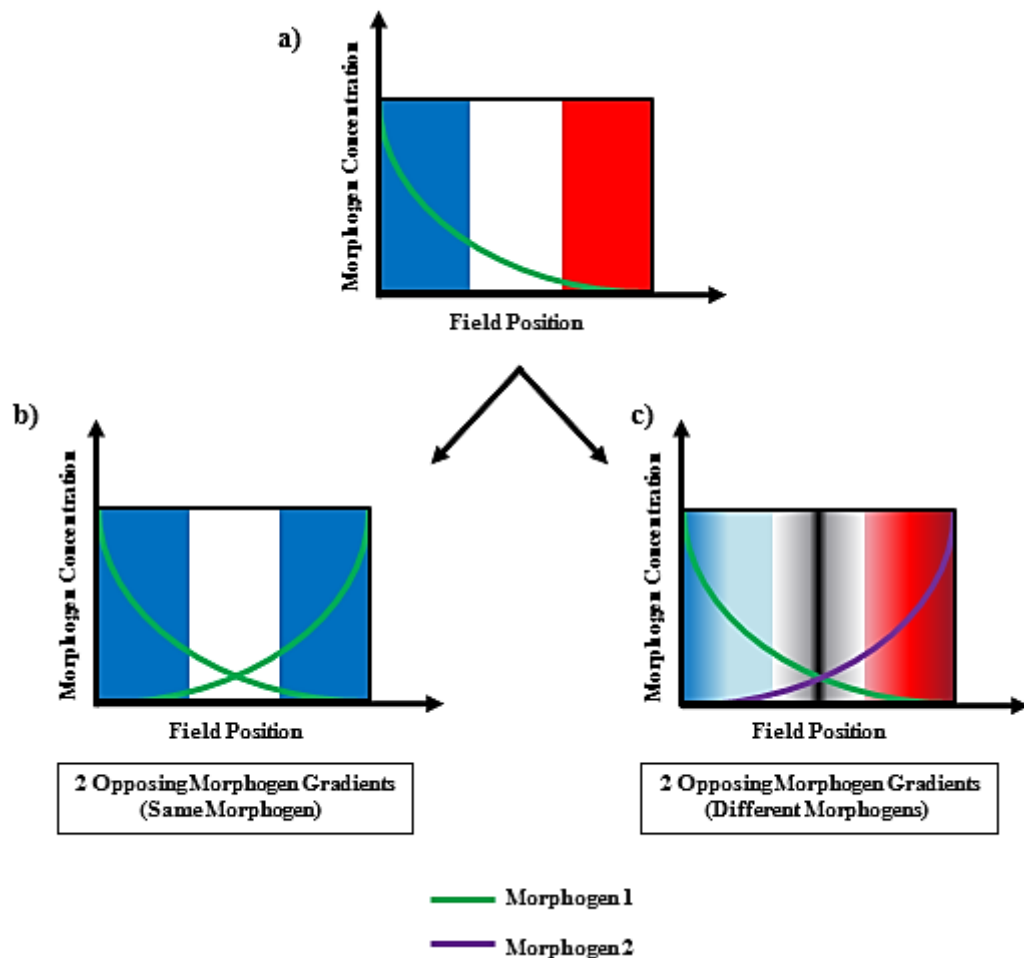 a)
Morphogen Concentration
Field Position
b)
Morphogen Concentration
Field Position
2 Opposing Morphogen Gradients
(Same Morphogen)
c)
Morphogen Concentration
Field Position
2 Opposing Morphogen Gradients
(Different Morphogens)
Morphogen 1
Morphogen 2